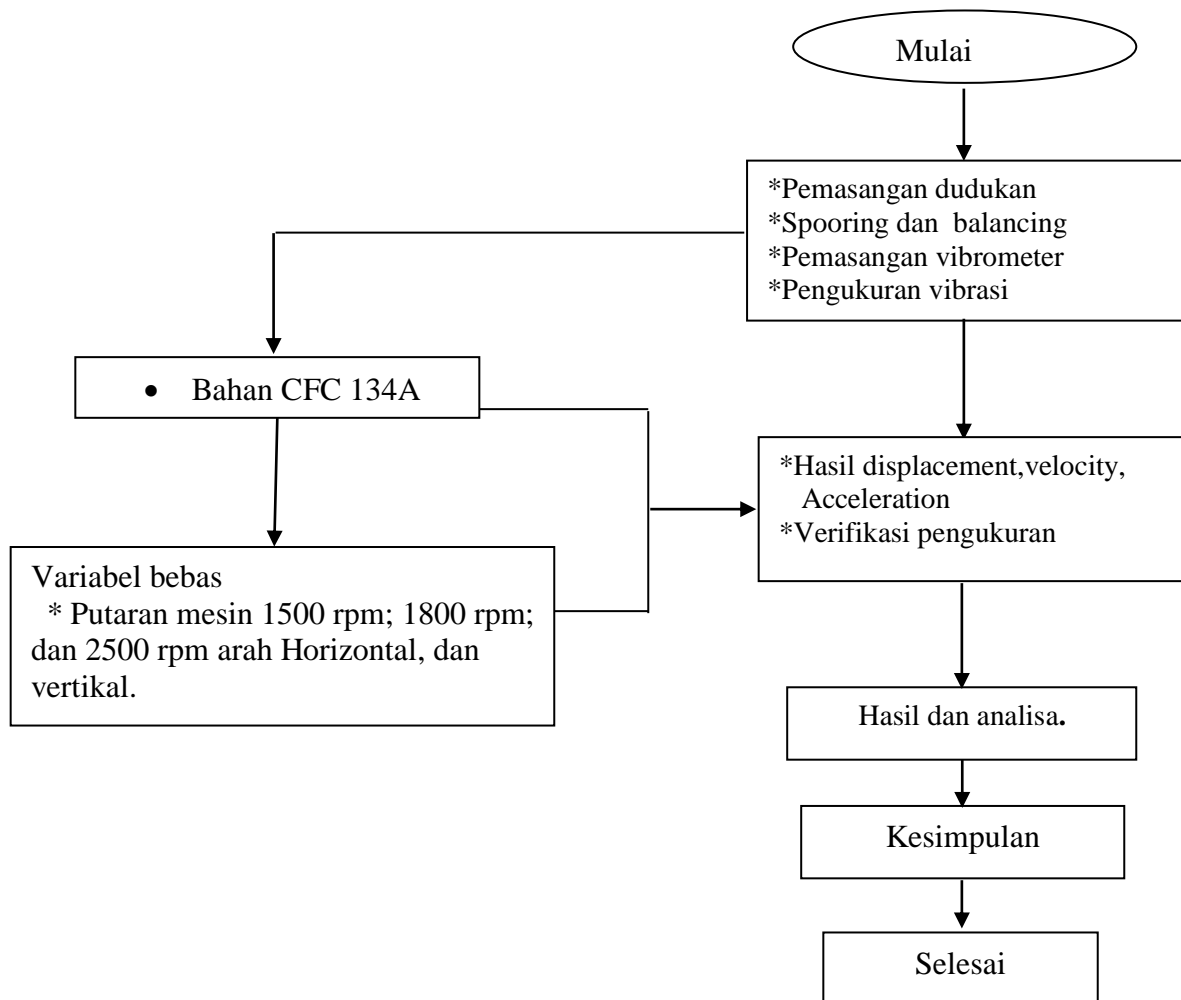 Mulai
*Pemasangan dudukan
*Spooring dan balancing
*Pemasangan vibrometer
*Pengukuran vibrasi
• Bahan CFC 134A
*Hasil displacement,velocity,
Acceleration
*Verifikasi pengukuran
Variabel bebas
* Putaran mesin 1500 rpm; 1800 rpm;
dan 2500 rpm arah Horizontal, dan
vertikal.
Hasil dan analisa.
Kesimpulan
Selesai